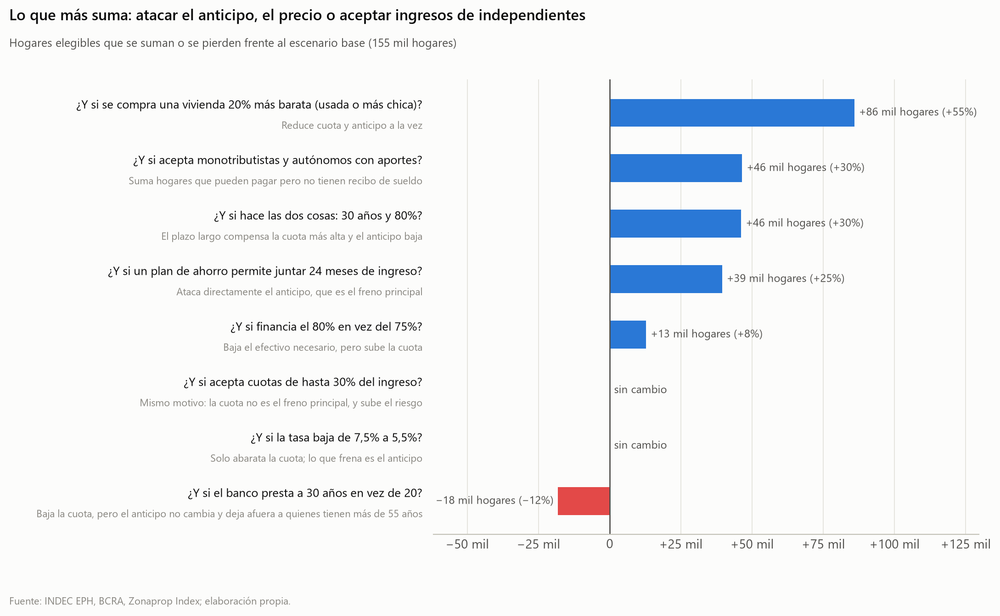 Lo que más suma: atacar el anticipo, el precio o aceptar ingresos de independientes
Hogares elegibles que se suman o se pierden frente al escenario base (155 mil hogares)
¿Y si se compra una vivienda 20% más barata (usada o más chica)?
Reduce cuota y anticipo a la vez
+86 mil hogares (+55%)
¿Y si acepta monotributistas y autónomos con aportes?
Suma hogares que pueden pagar pero no tienen recibo de sueldo
+46 mil hogares (+30%)
¿Y si hace las dos cosas: 30 años y 80%?
El plazo largo compensa la cuota más alta y el anticipo baja
+46 mil hogares (+30%)
¿Y si un plan de ahorro permite juntar 24 meses de ingreso?
Ataca directamente el anticipo, que es el freno principal
+39 mil hogares (+25%)
¿Y si financia el 80% en vez del 75%?
Baja el efectivo necesario, pero sube la cuota
+13 mil hogares (+8%)
¿Y si acepta cuotas de hasta 30% del ingreso?
Mismo motivo: la cuota no es el freno principal, y sube el riesgo
sin cambio
¿Y si la tasa baja de 7,5% a 5,5%?
Solo abarata la cuota; lo que frena es el anticipo
sin cambio
¿Y si el banco presta a 30 años en vez de 20?
Baja la cuota, pero el anticipo no cambia y deja afuera a quienes tienen más de 55 años
−18 mil hogares (−12%)
−50 mil −25 mil 0 +25 mil +50 mil +75 mil +100 mil +125 mil
Fuente: INDEC EPH, BCRA, Zonaprop Index; elaboración propia.